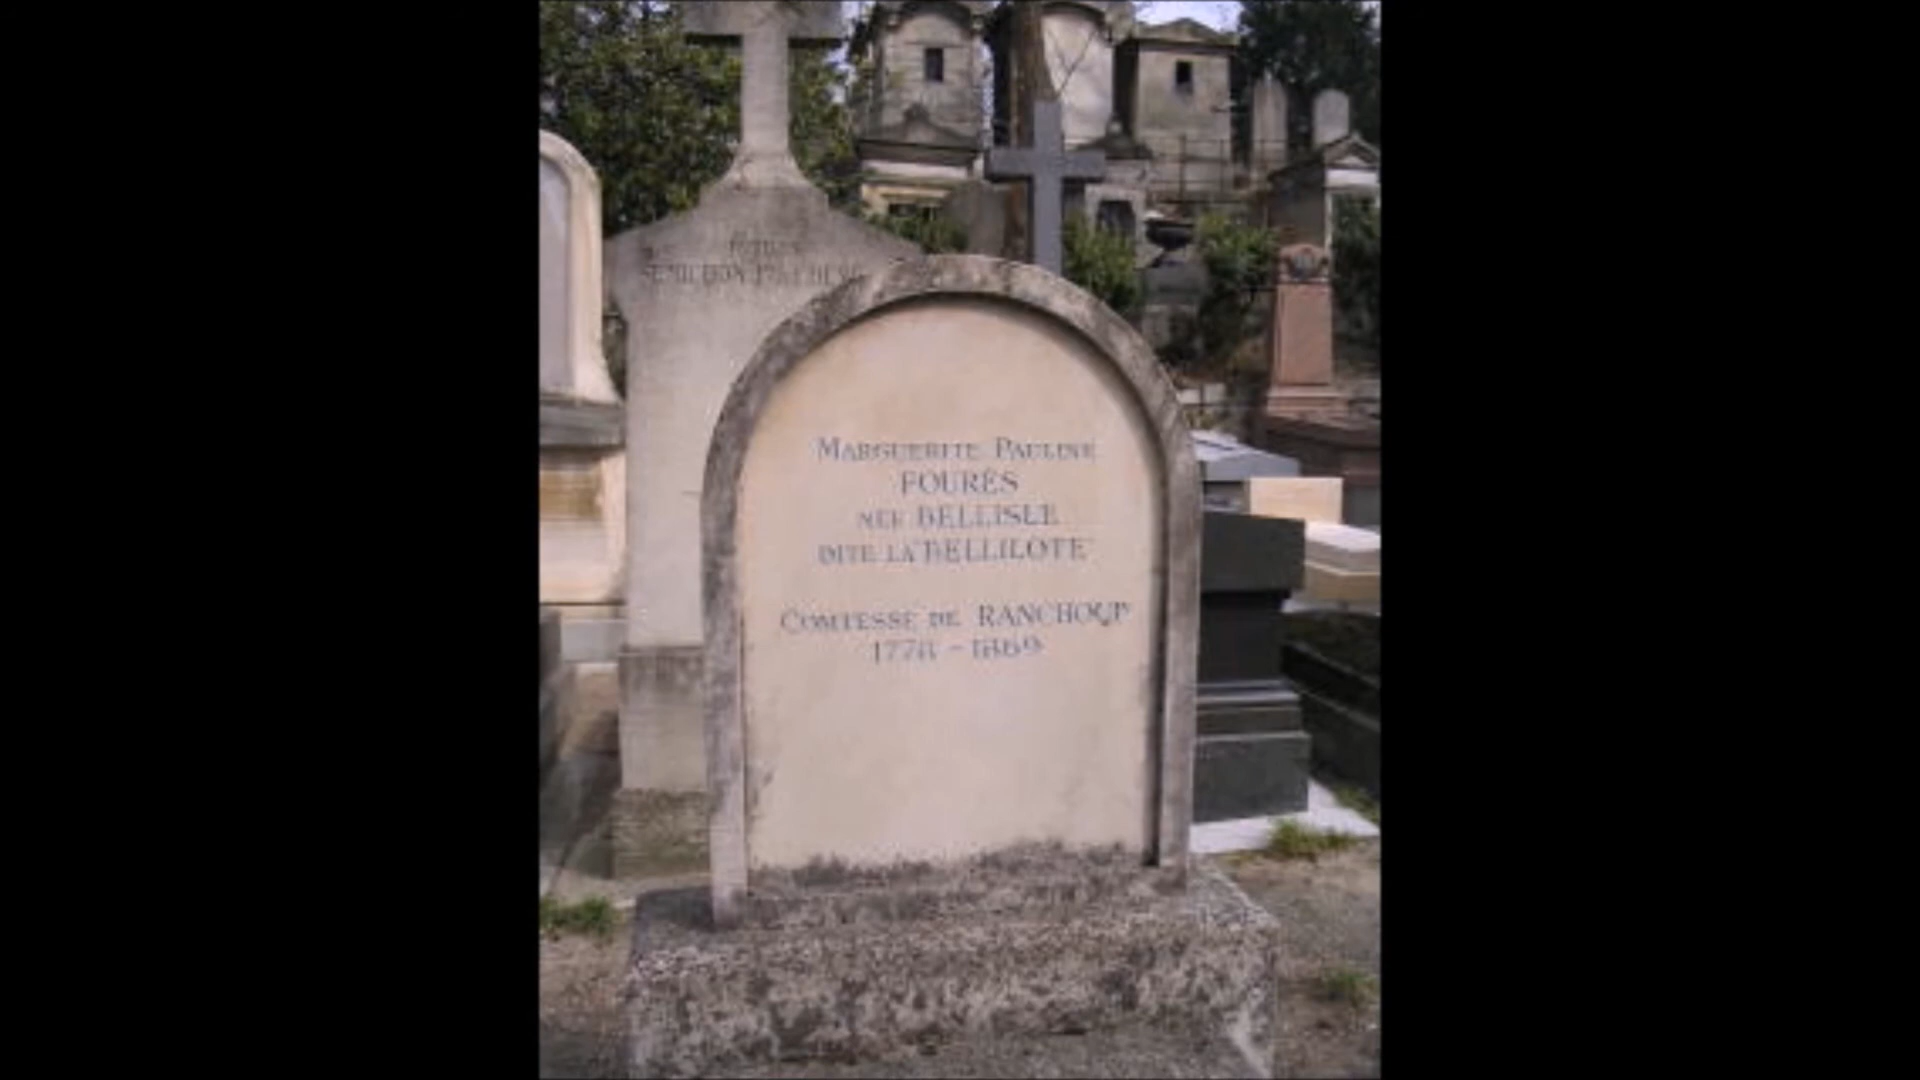 MARGUERITE PAULINE
FOURÈS
NÉE BELLISLE
DITE LA "BELLILOTE"
COMTESSE DE RANCHOUP
1778 - 1869